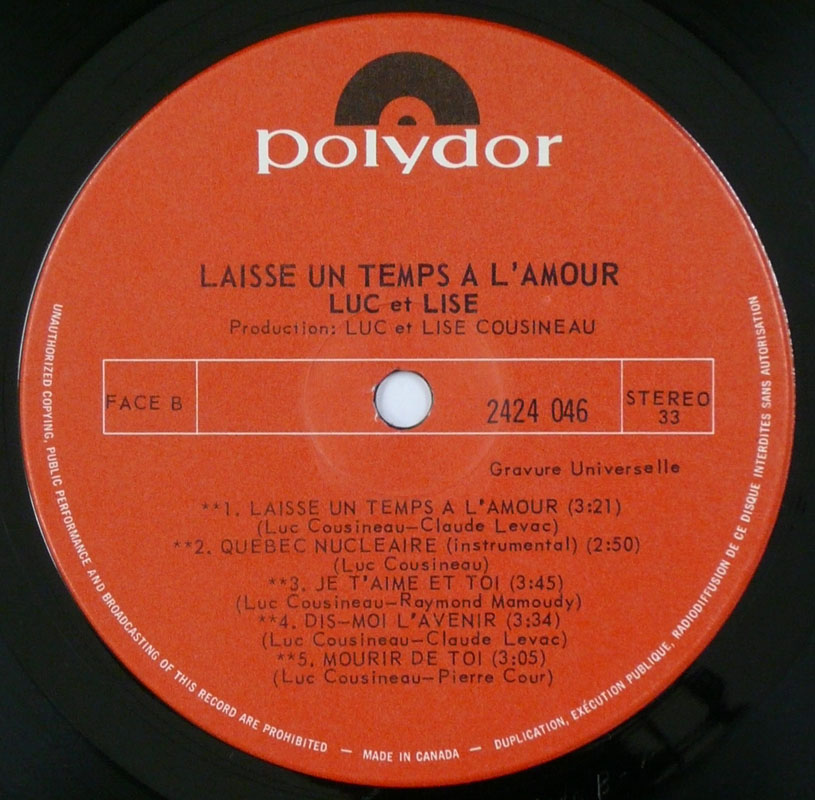 polydor
LAISSE UN TEMPS A L'AMOUR
LUC et LISE
Production: LUC et LISE COUSINEAU
FACE B
2424 046
STEREO
33
Gravure Universelle
**1. LAISSE UN TEMPS A L'AMOUR (3:21)
(Luc Cousineau—Claude Levac)
**2. QUEBEC NUCLEAIRE (instrumental) (2:50)
(Luc Cousineau)
**3. JE T'AIME ET TOI (3:45)
(Luc Cousineau—Raymond Mamoudy)
**4. DIS—MOI L'AVENIR (3:34)
(Luc Cousineau—Claude Levac)
**5. MOURIR DE TOI (3:05)
(Luc Cousineau—Pierre Cour)
UNAUTHORIZED COPYING, PUBLIC PERFORMANCE AND BROADCASTING OF THIS RECORD ARE PROHIBITED — MADE IN CANADA — DUPLICATION, EXÉCUTION PUBLIQUE, RADIODIFFUSION DE CE DISQUE INTERDITES SANS AUTORISATION